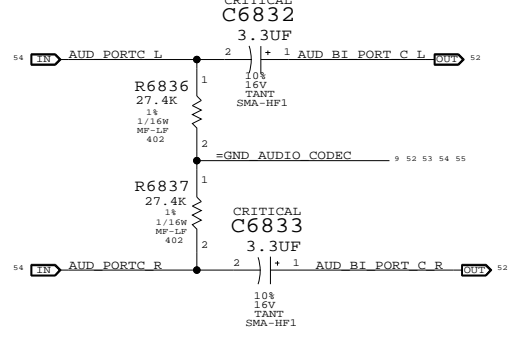 CRITICAL
C6832
3.3UF
54 IN AUD_PORTC_L 2 + 1 AUD_BI_PORT_C_L OUT 52
10%
16V
TANT
SMA-HF1
1
R6836
27.4K
1%
1/16W
MF-LF
402
2
=GND_AUDIO_CODEC 9 52 53 54 55
1
R6837
27.4K
1%
1/16W
MF-LF
402
2
CRITICAL
C6833
3.3UF
54 IN AUD_PORTC_R 2 + 1 AUD_BI_PORT_C_R OUT 52
10%
16V
TANT
SMA-HF1